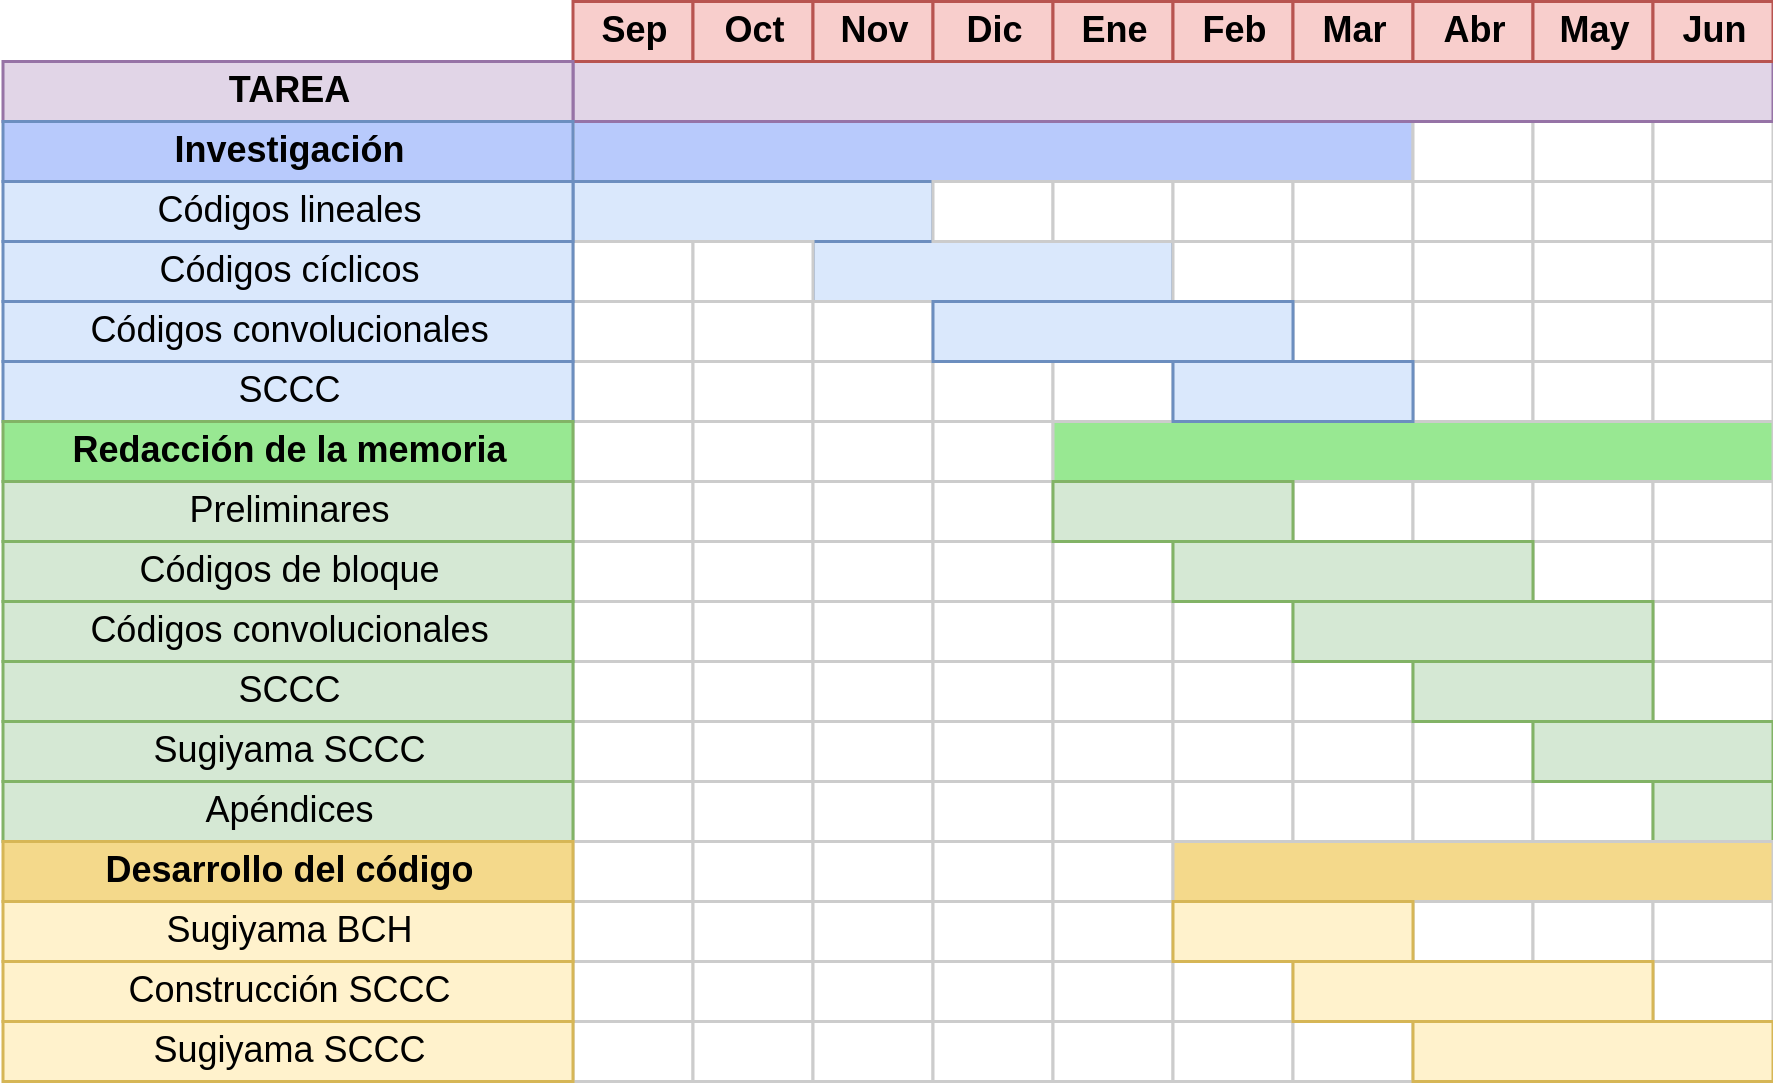 Sep Oct Nov Dic Ene Feb Mar Abr May Jun
TAREA
Investigación
Códigos lineales
Códigos cíclicos
Códigos convolucionales
SCCC
Redacción de la memoria
Preliminares
Códigos de bloque
Códigos convolucionales
SCCC
Sugiyama SCCC
Apéndices
Desarrollo del código
Sugiyama BCH
Construcción SCCC
Sugiyama SCCC